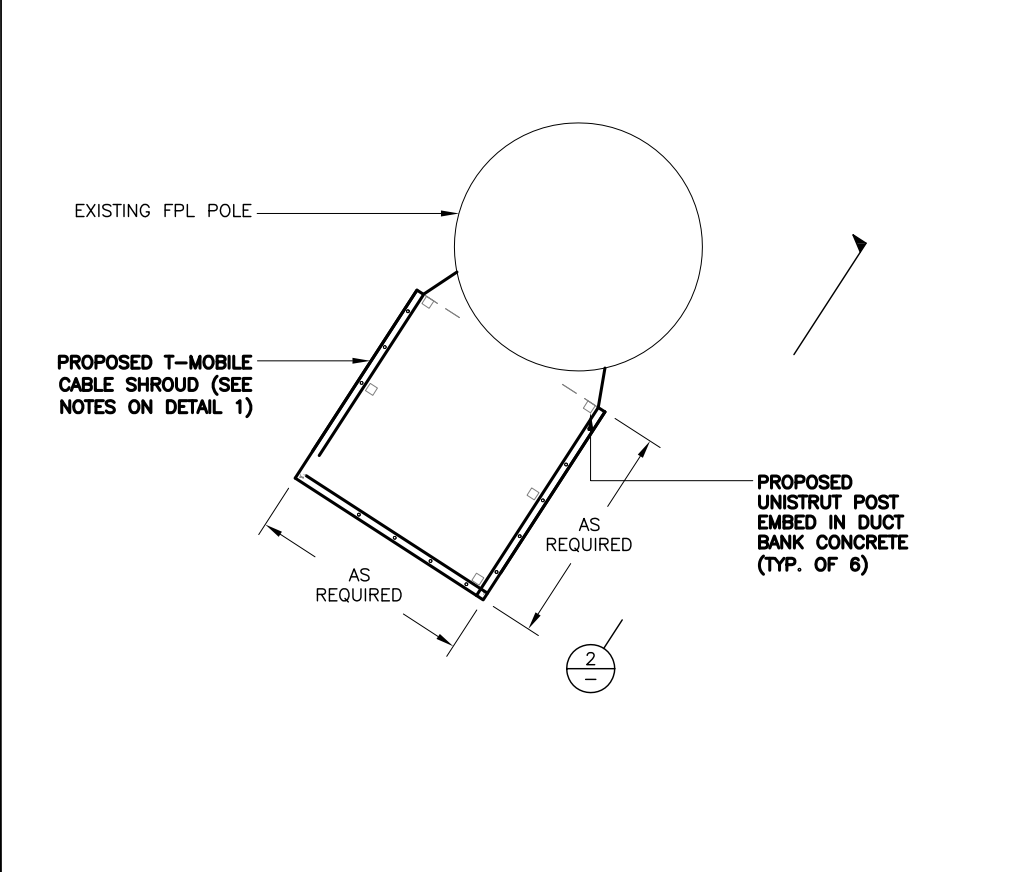 EXISTING FPL POLE
PROPOSED T-MOBILE
CABLE SHROUD (SEE
NOTES ON DETAIL 1)
PROPOSED
UNISTRUT POST
EMBED IN DUCT
BANK CONCRETE
(TYP. OF 6)
AS
REQUIRED
AS
REQUIRED
2
-